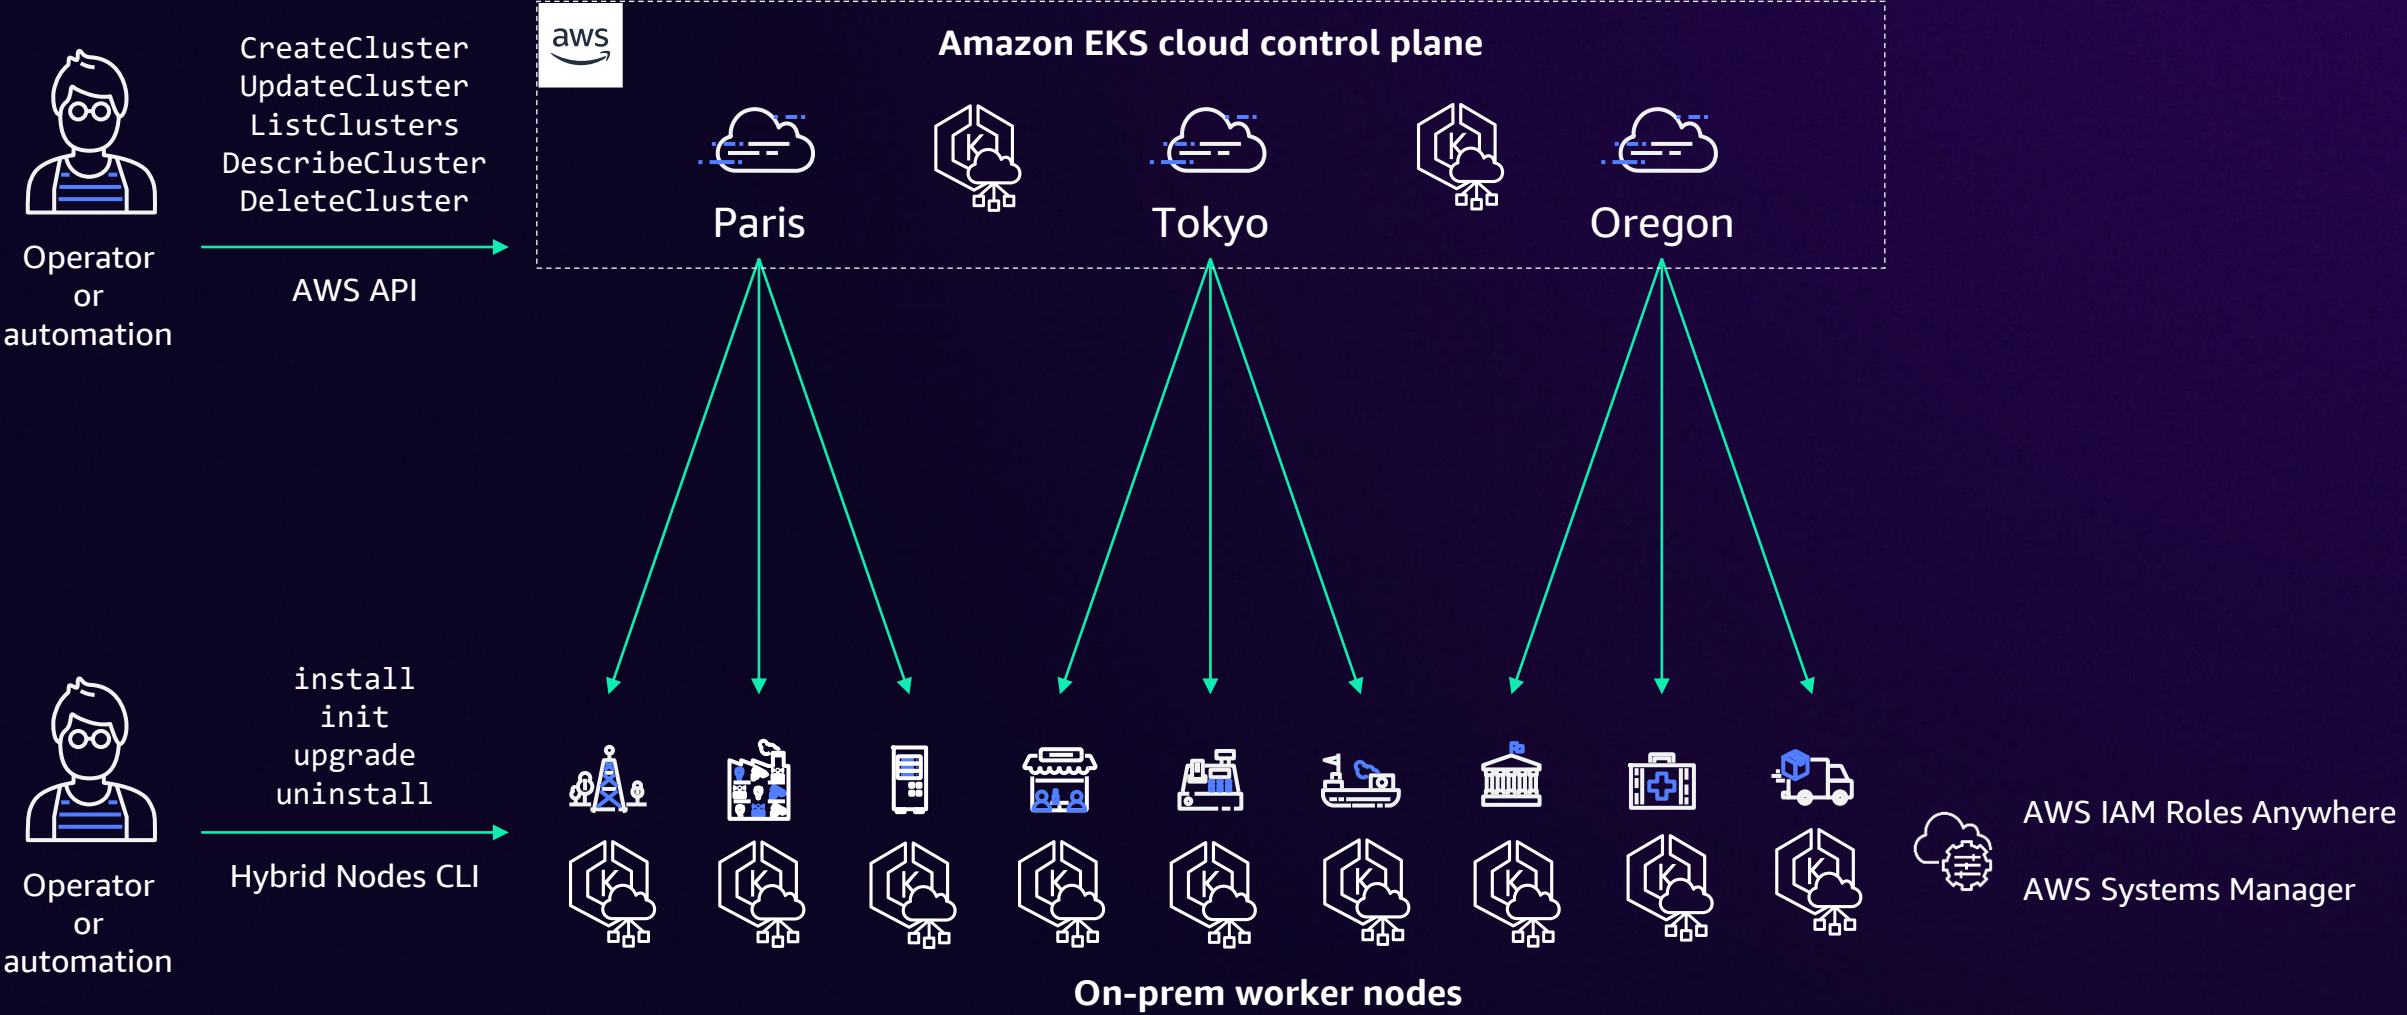 aws
Amazon EKS cloud control plane
CreateCluster
UpdateCluster
ListClusters
DescribeCluster
DeleteCluster
Operator
or
automation
AWS API
Paris
Tokyo
Oregon
K
K
install
init
upgrade
uninstall
Operator
or
automation
Hybrid Nodes CLI
K
K
K
K
K
K
K
K
K
AWS IAM Roles Anywhere
AWS Systems Manager
On-prem worker nodes